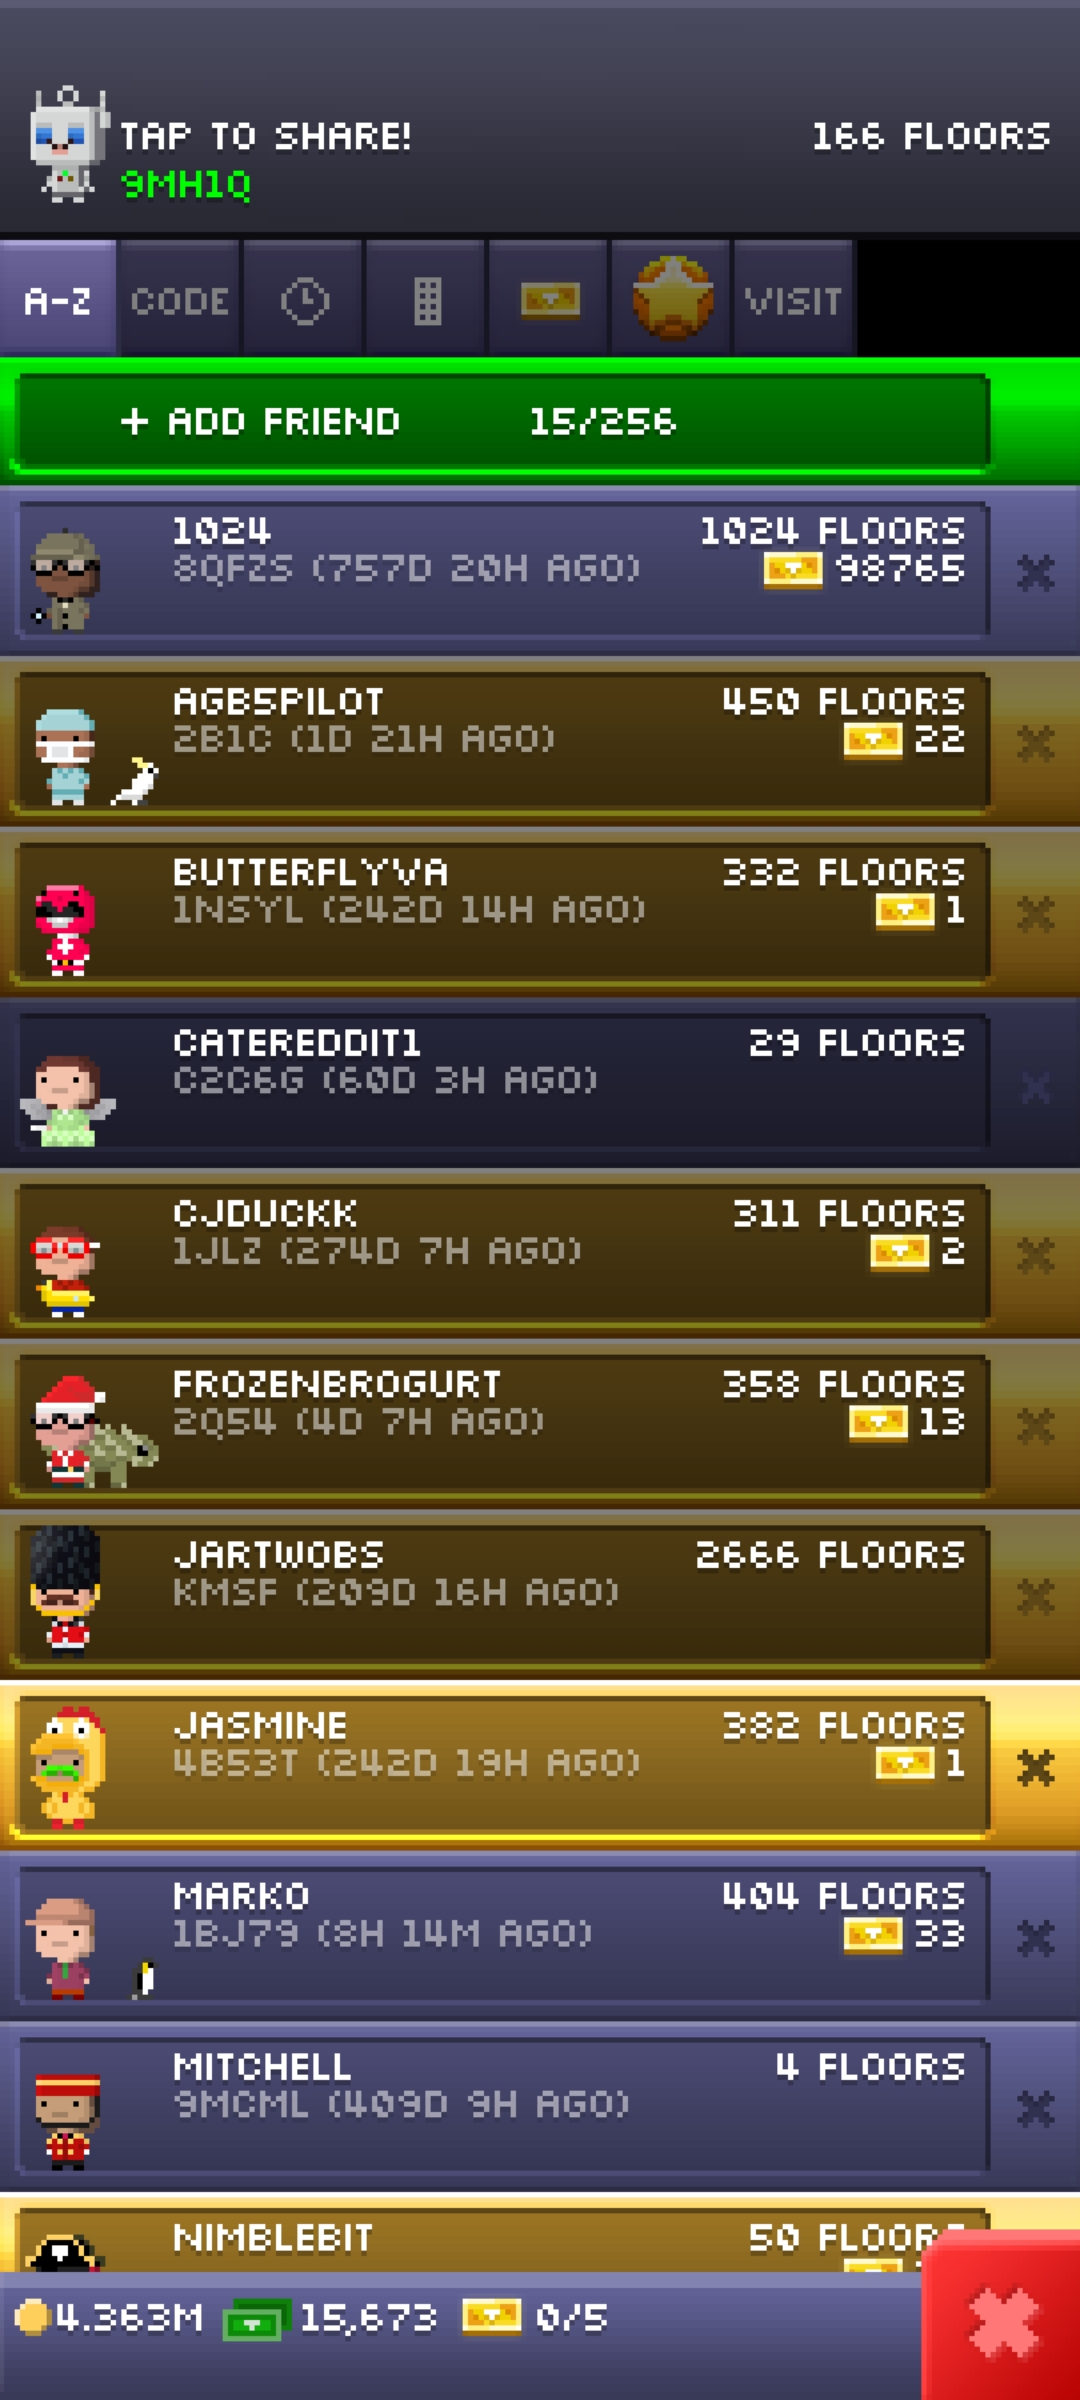 TAP TO SHARE!
166 FLOORS
9MH1Q
A-Z CODE VISIT
+ ADD FRIEND 15/256
1024 1024 FLOORS
8QFZS (757D 20H AGO) 98765
AGB5PILOT 450 FLOORS
2B1C (1D 21H AGO) 22
BUTTERFLYVA 332 FLOORS
1NSYL (242D 14H AGO) 1
CATEREDDIT1 29 FLOORS
C2C6G (60D 3H AGO)
CJDUCKK 311 FLOORS
1JLZ (274D 7H AGO) 2
FROZENBROGURT 358 FLOORS
2Q54 (4D 7H AGO) 13
JARTWOBS 2666 FLOORS
KMSF (209D 16H AGO)
JASMINE 382 FLOORS
4B53T (242D 19H AGO) 1
MARKO 404 FLOORS
1BJ79 (8H 14M AGO) 33
MITCHELL 4 FLOORS
9MCML (409D 9H AGO)
NIMBLEBIT 50 FLOORS
4.363M 15,673 0/5